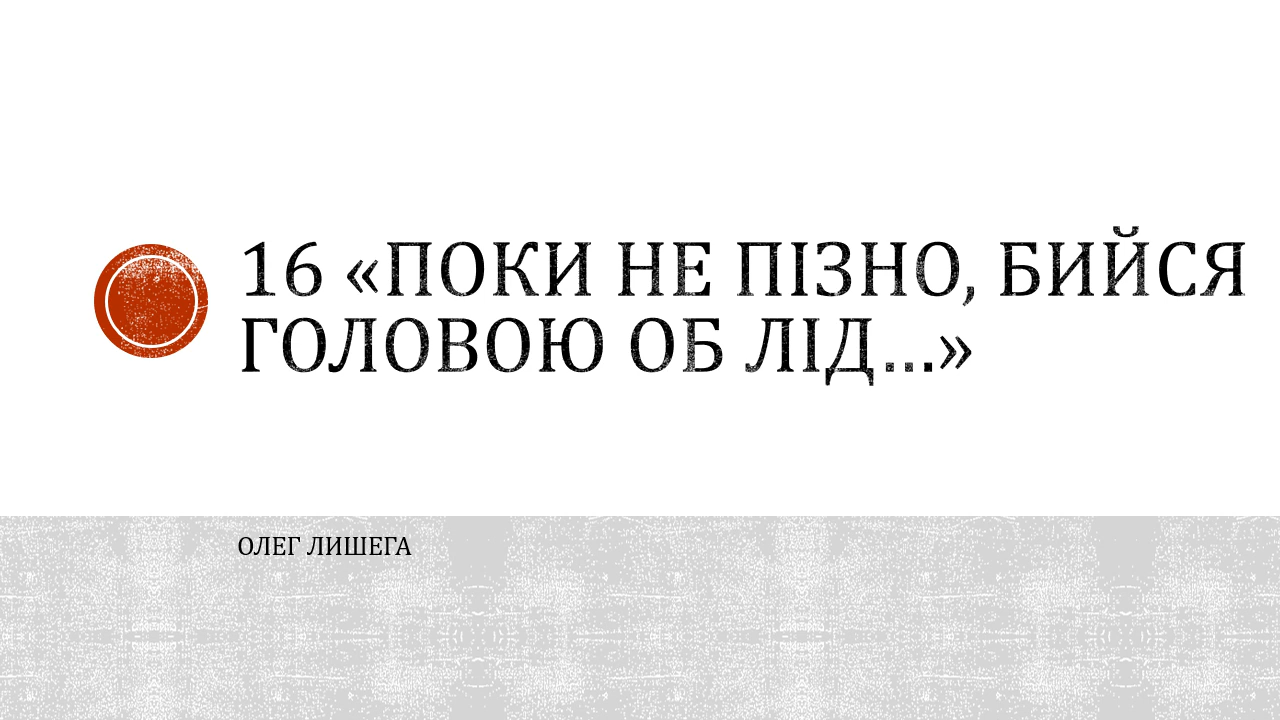 16 «ПОКИ НЕ ПІЗНО, БИЙСЯ
ГОЛОВОЮ ОБ ЛІД...»
ОЛЕГ ЛИШЕГА